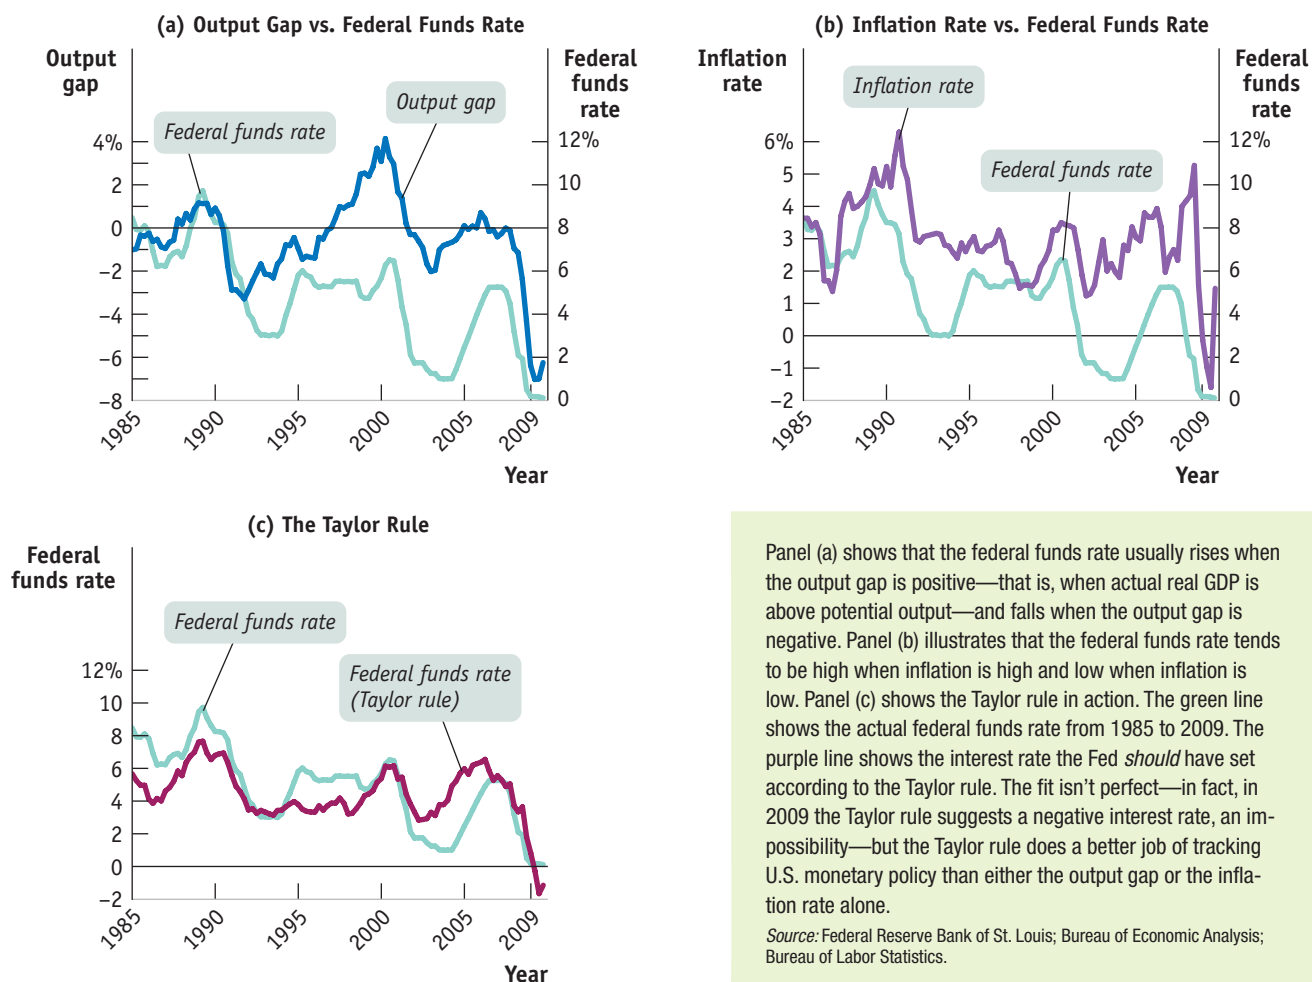 (a) Output Gap vs. Federal Funds Rate
Output
gap
Federal
funds
rate
Output gap
Federal funds rate
4%
2
0
–2
–4
–6
–8
12%
10
8
6
4
2
0
1985
1990
1995
2000
2005
2009
Year
(b) Inflation Rate vs. Federal Funds Rate
Inflation
rate
Federal
funds
rate
Inflation rate
Federal funds rate
6%
5
4
3
2
1
0
–1
–2
12%
10
8
6
4
2
0
1985
1990
1995
2000
2005
2009
Year
(c) The Taylor Rule
Federal
funds rate
Federal funds rate
Federal funds rate
(Taylor rule)
12%
10
8
6
4
2
0
–2
1985
1990
1995
2000
2005
2009
Year
Panel (a) shows that the federal funds rate usually rises when
the output gap is positive—that is, when actual real GDP is
above potential output—and falls when the output gap is
negative. Panel (b) illustrates that the federal funds rate tends
to be high when inflation is high and low when inflation is
low. Panel (c) shows the Taylor rule in action. The green line
shows the actual federal funds rate from 1985 to 2009. The
purple line shows the interest rate the Fed should have set
according to the Taylor rule. The fit isn’t perfect—in fact, in
2009 the Taylor rule suggests a negative interest rate, an im-
possibility—but the Taylor rule does a better job of tracking
U.S. monetary policy than either the output gap or the infla-
tion rate alone.
Source: Federal Reserve Bank of St. Louis; Bureau of Economic Analysis;
Bureau of Labor Statistics.